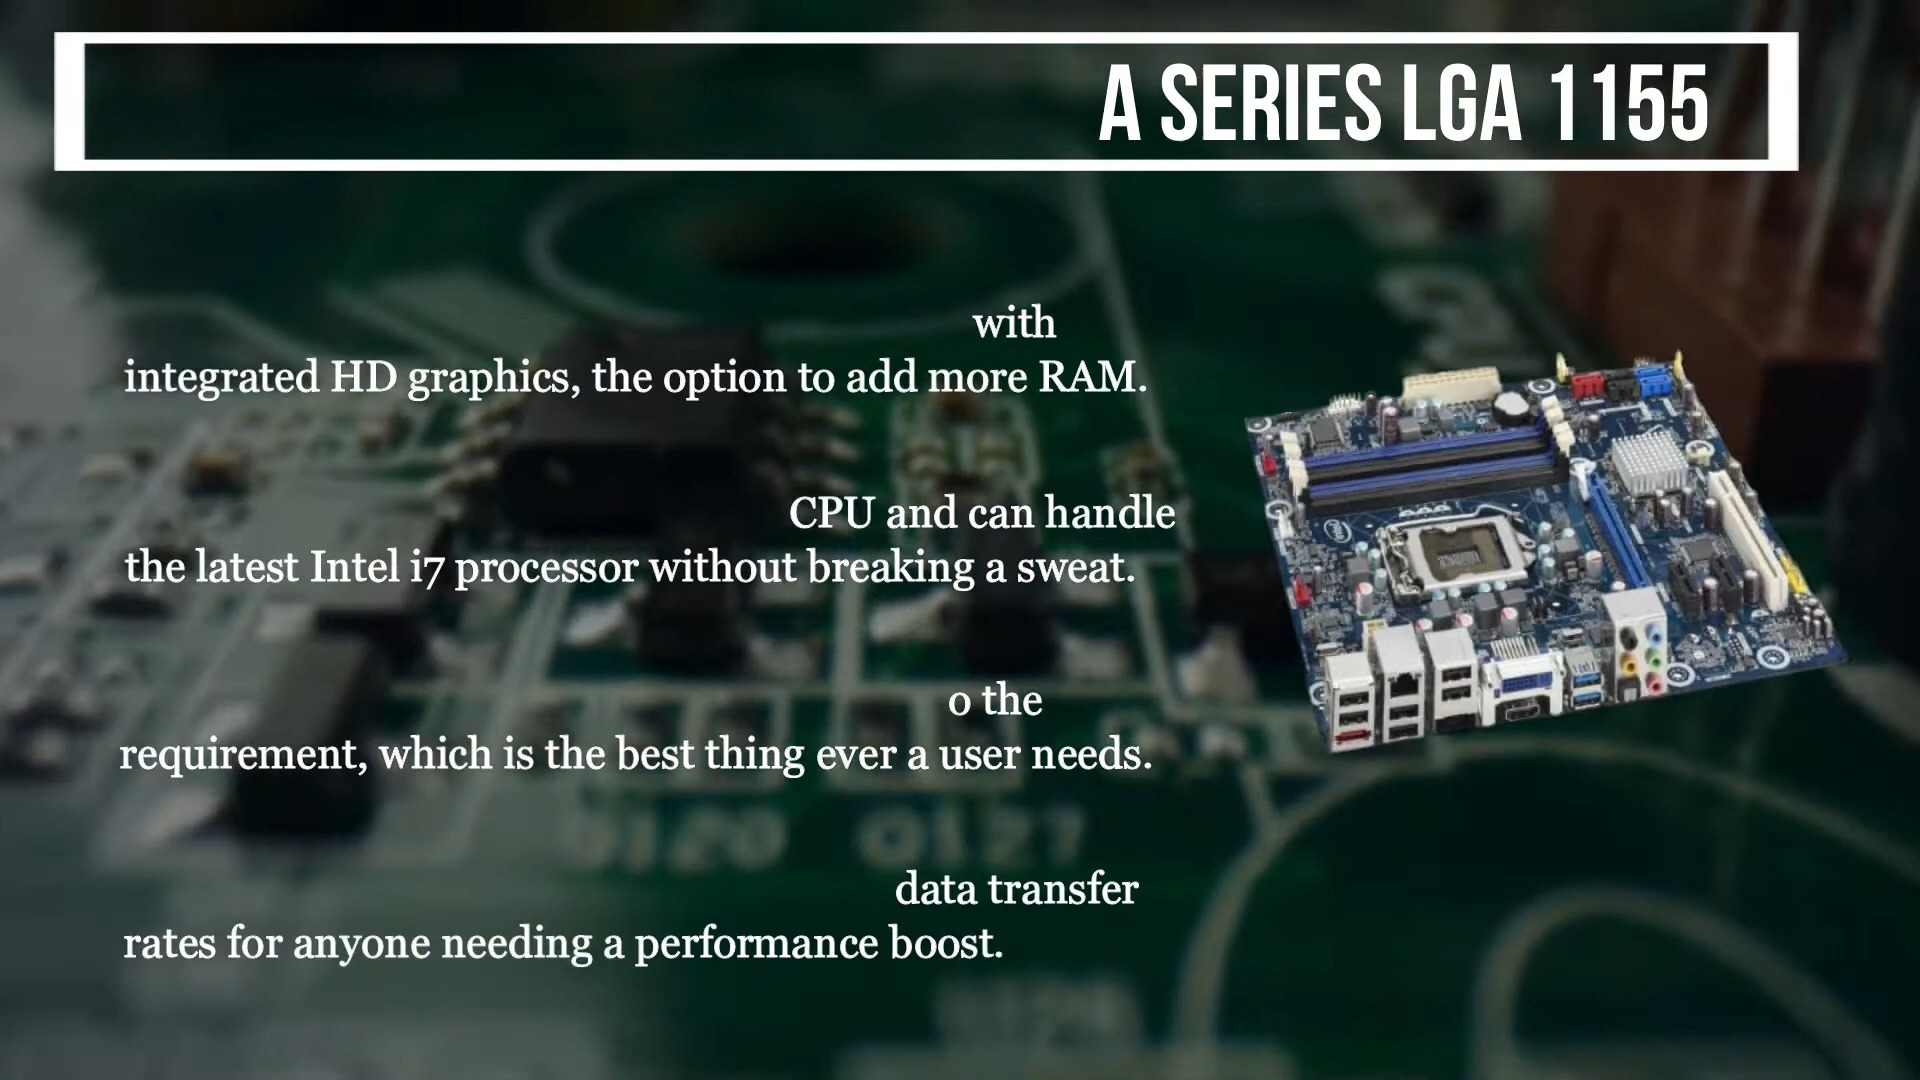 A SERIES LGA 1155
with
integrated HD graphics, the option to add more RAM.
CPU and can handle
the latest Intel i7 processor without breaking a sweat.
o the
requirement, which is the best thing ever a user needs.
data transfer
rates for anyone needing a performance boost.